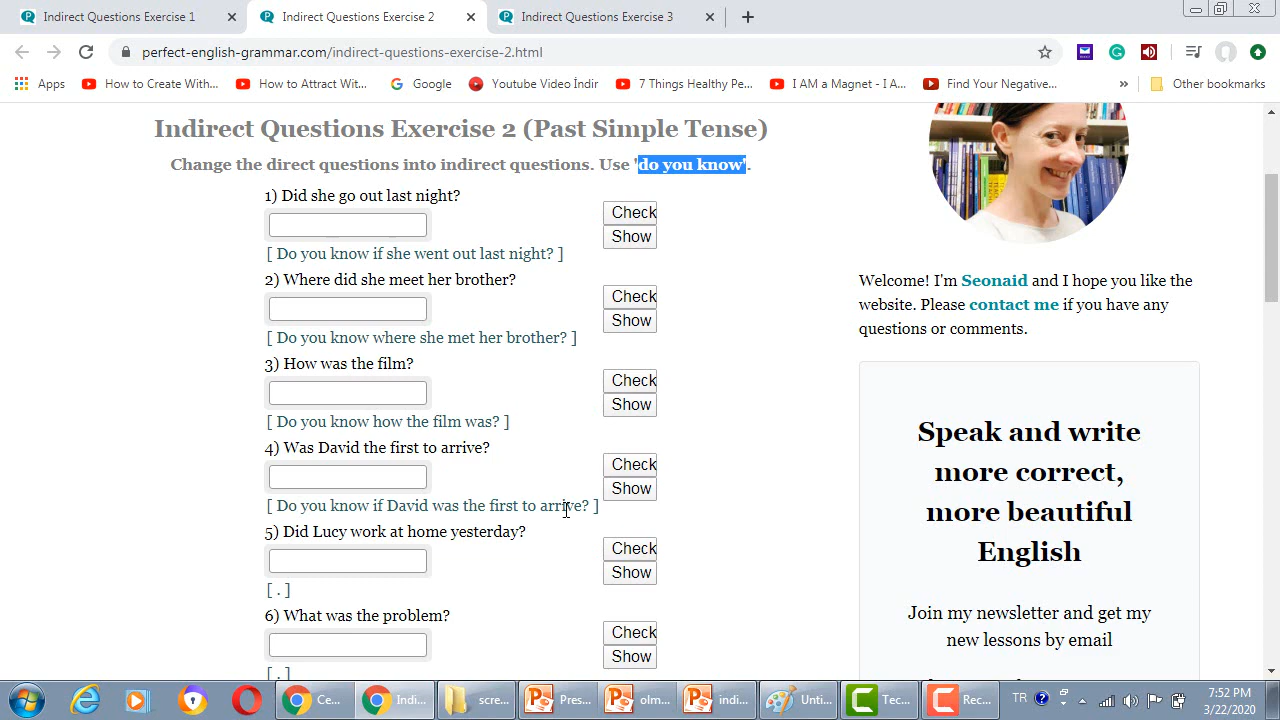 Indirect Questions Exercise 1
Indirect Questions Exercise 2
Indirect Questions Exercise 3
perfect-english-grammar.com/indirect-questions-exercise-2.html
Apps
How to Create With...
How to Attract Wit...
Google
Youtube Video İndir
7 Things Healthy Pe...
I AM a Magnet - I A...
Find Your Negative...
»
Other bookmarks
Indirect Questions Exercise 2 (Past Simple Tense)
Change the direct questions into indirect questions. Use 'do you know'.
1) Did she go out last night?
Check
Show
[ Do you know if she went out last night? ]
2) Where did she meet her brother?
Check
Show
[ Do you know where she met her brother? ]
3) How was the film?
Check
Show
[ Do you know how the film was? ]
4) Was David the first to arrive?
Check
Show
[ Do you know if David was the first to arrive? ]
5) Did Lucy work at home yesterday?
Check
Show
[ . ]
6) What was the problem?
Check
Show
[ . ]
Welcome! I'm Seonaid and I hope you like the
website. Please contact me if you have any
questions or comments.
Speak and write
more correct,
more beautiful
English
Join my newsletter and get my
new lessons by email
Ce...
Indi...
scre...
Pres...
olm...
indi...
Unti...
Tec...
Rec...
TR
7:52 PM
3/22/2020